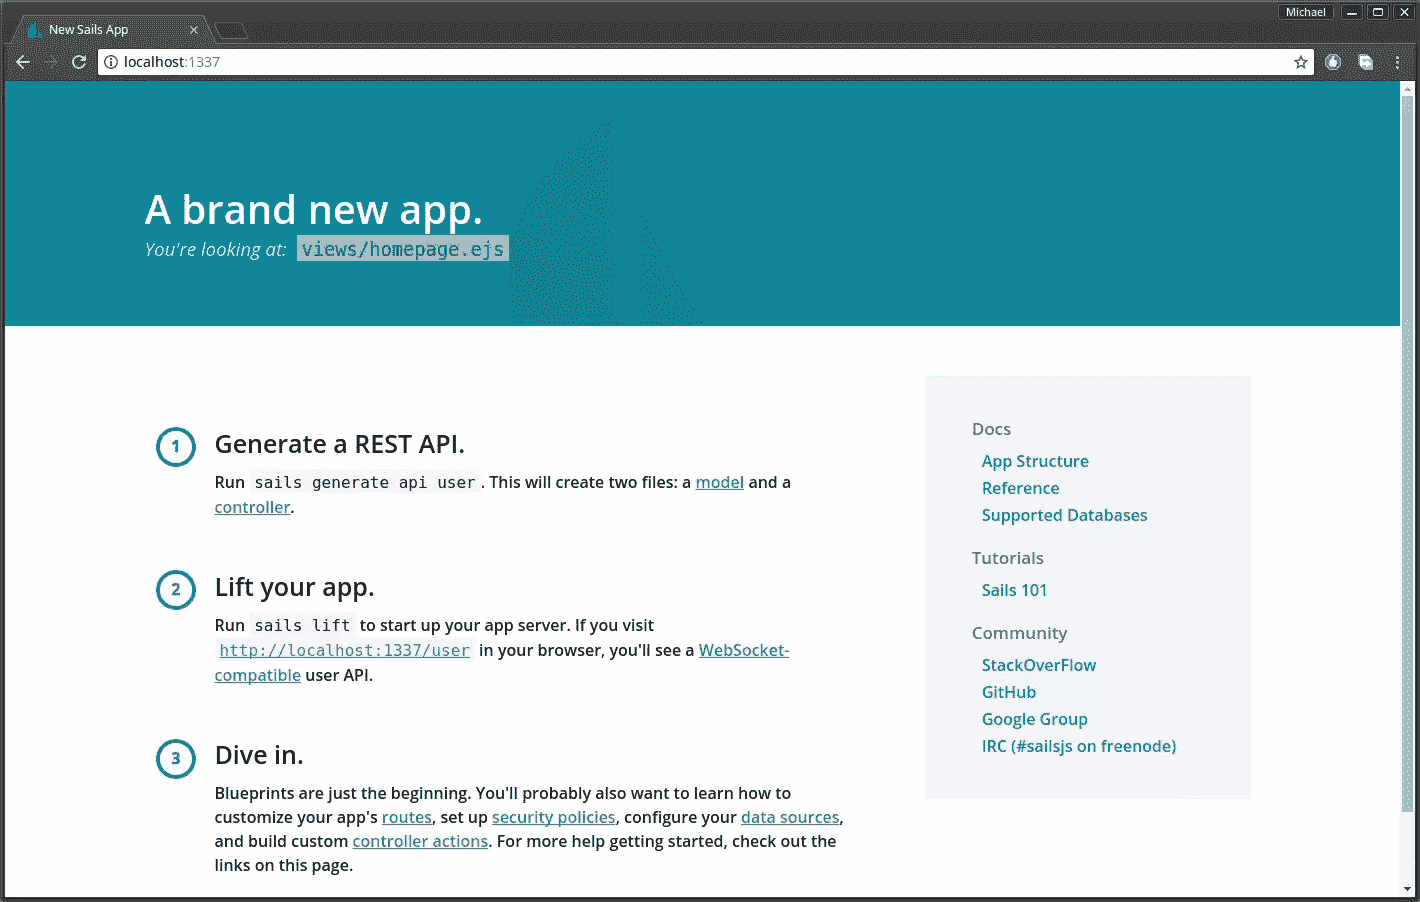 Michael
New Sails App
localhost:1337
A brand new app.
You're looking at: views/homepage.ejs
1
Generate a REST API.
Run sails generate api user. This will create two files: a model and a
controller.
2
Lift your app.
Run sails lift to start up your app server. If you visit
http://localhost:1337/user in your browser, you'll see a WebSocket-
compatible user API.
3
Dive in.
Blueprints are just the beginning. You'll probably also want to learn how to
customize your app's routes, set up security policies, configure your data sources,
and build custom controller actions. For more help getting started, check out the
links on this page.
Docs
App Structure
Reference
Supported Databases
Tutorials
Sails 101
Community
StackOverFlow
GitHub
Google Group
IRC (#sailsjs on freenode)